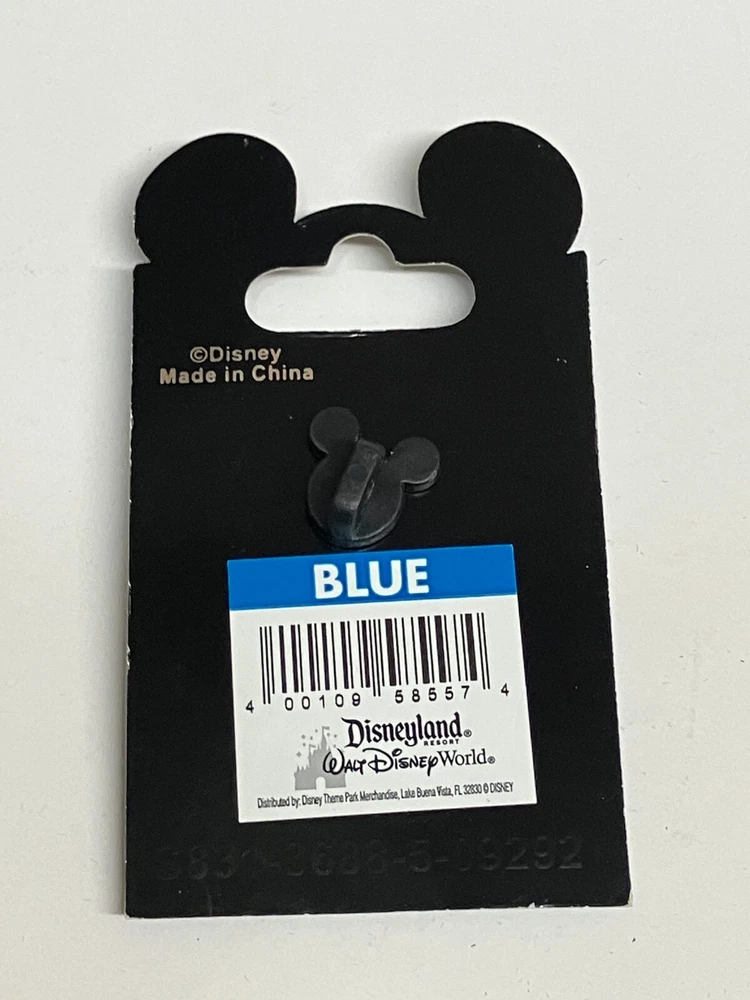 ©Disney
Made in China
BLUE
4 00109 58557 4
Disneyland®
RESORT
WALT DISNEY World®
Distributed by: Disney Theme Park Merchandise, Lake Buena Vista, FL 32830 © DISNEY